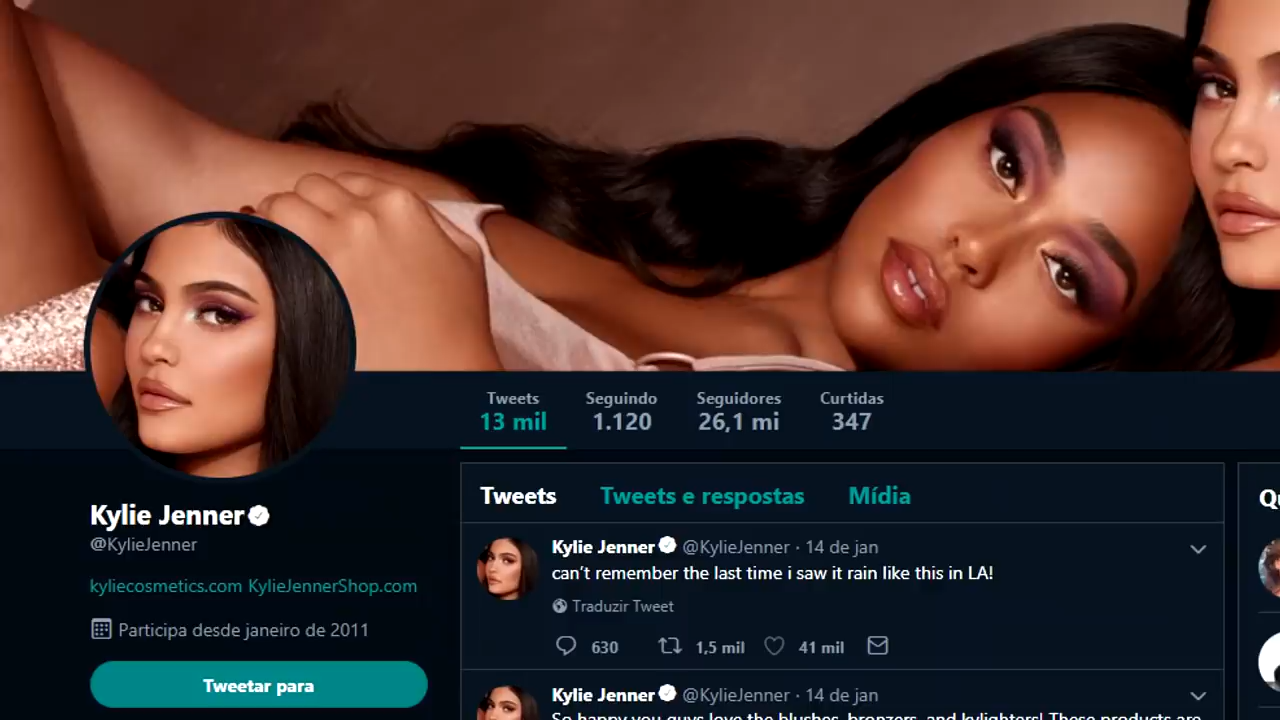 Tweets Seguindo Seguidores Curtidas
13 mil 1.120 26,1 mi 347
Kylie Jenner
@KylieJenner
kyliecosmetics.com KylieJennerShop.com
Participa desde janeiro de 2011
Tweetar para
Tweets Tweets e respostas Mídia
Kylie Jenner @KylieJenner · 14 de jan
can't remember the last time i saw it rain like this in LA!
Traduzir Tweet
630 1,5 mil 41 mil
Kylie Jenner @KylieJenner · 14 de jan
So happy you guys love the blushes, bronzers, and kylighters! These products are